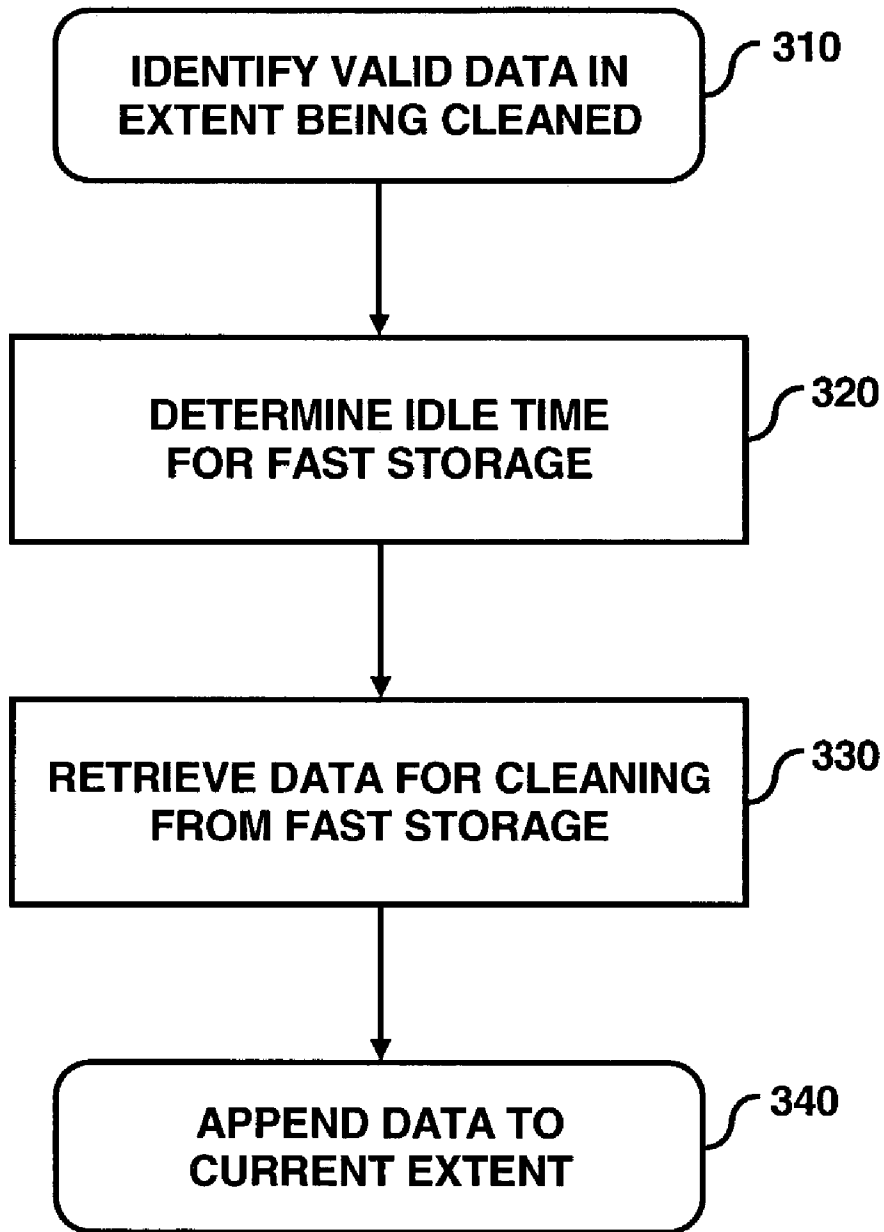 IDENTIFY VALID DATA IN
EXTENT BEING CLEANED
310
DETERMINE IDLE TIME
FOR FAST STORAGE
320
RETRIEVE DATA FOR CLEANING
FROM FAST STORAGE
330
APPEND DATA TO
CURRENT EXTENT
340